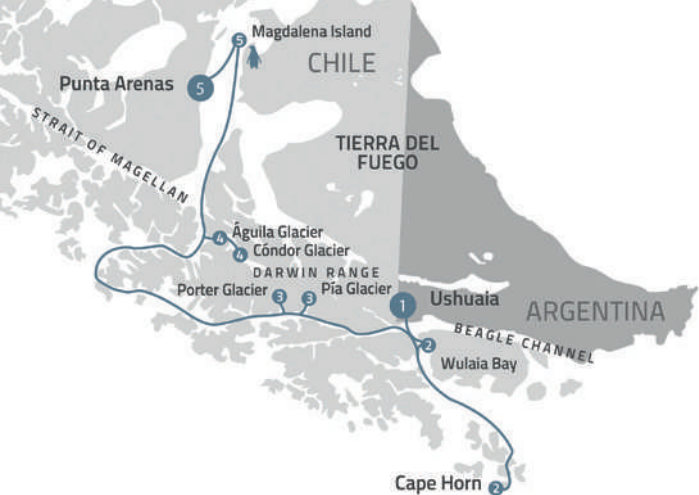 5
Magdalena Island
CHILE
Punta Arenas
5
STRAIT OF MAGELLAN
TIERRA DEL
FUEGO
4
Águila Glacier
4
Cóndor Glacier
DARWIN RANGE
Porter Glacier
3
3
Pía Glacier
1
Ushuaia
ARGENTINA
BEAGLE CHANNEL
2
Wulaia Bay
Cape Horn
2